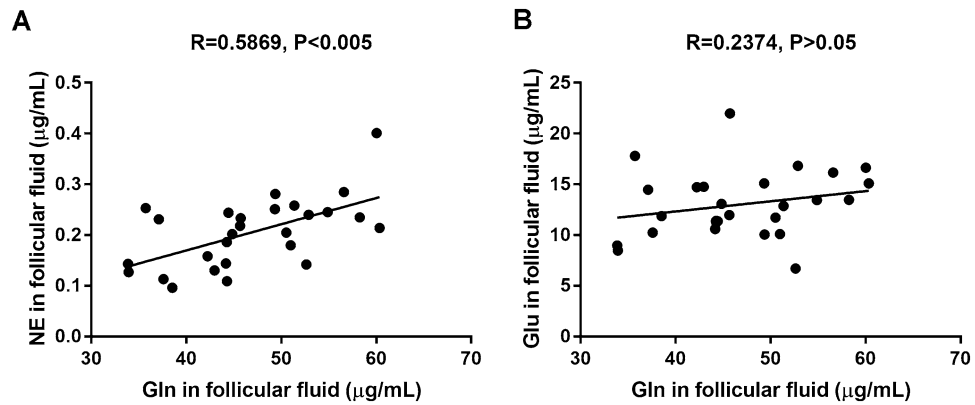 A
R=0.5869, P<0.005
NE in follicular fluid (μg/mL)
0.5
0.4
0.3
0.2
0.1
0.0
30 40 50 60 70
Gln in follicular fluid (μg/mL)
B
R=0.2374, P>0.05
Glu in follicular fluid (μg/mL)
25
20
15
10
5
0
30 40 50 60 70
Gln in follicular fluid (μg/mL)